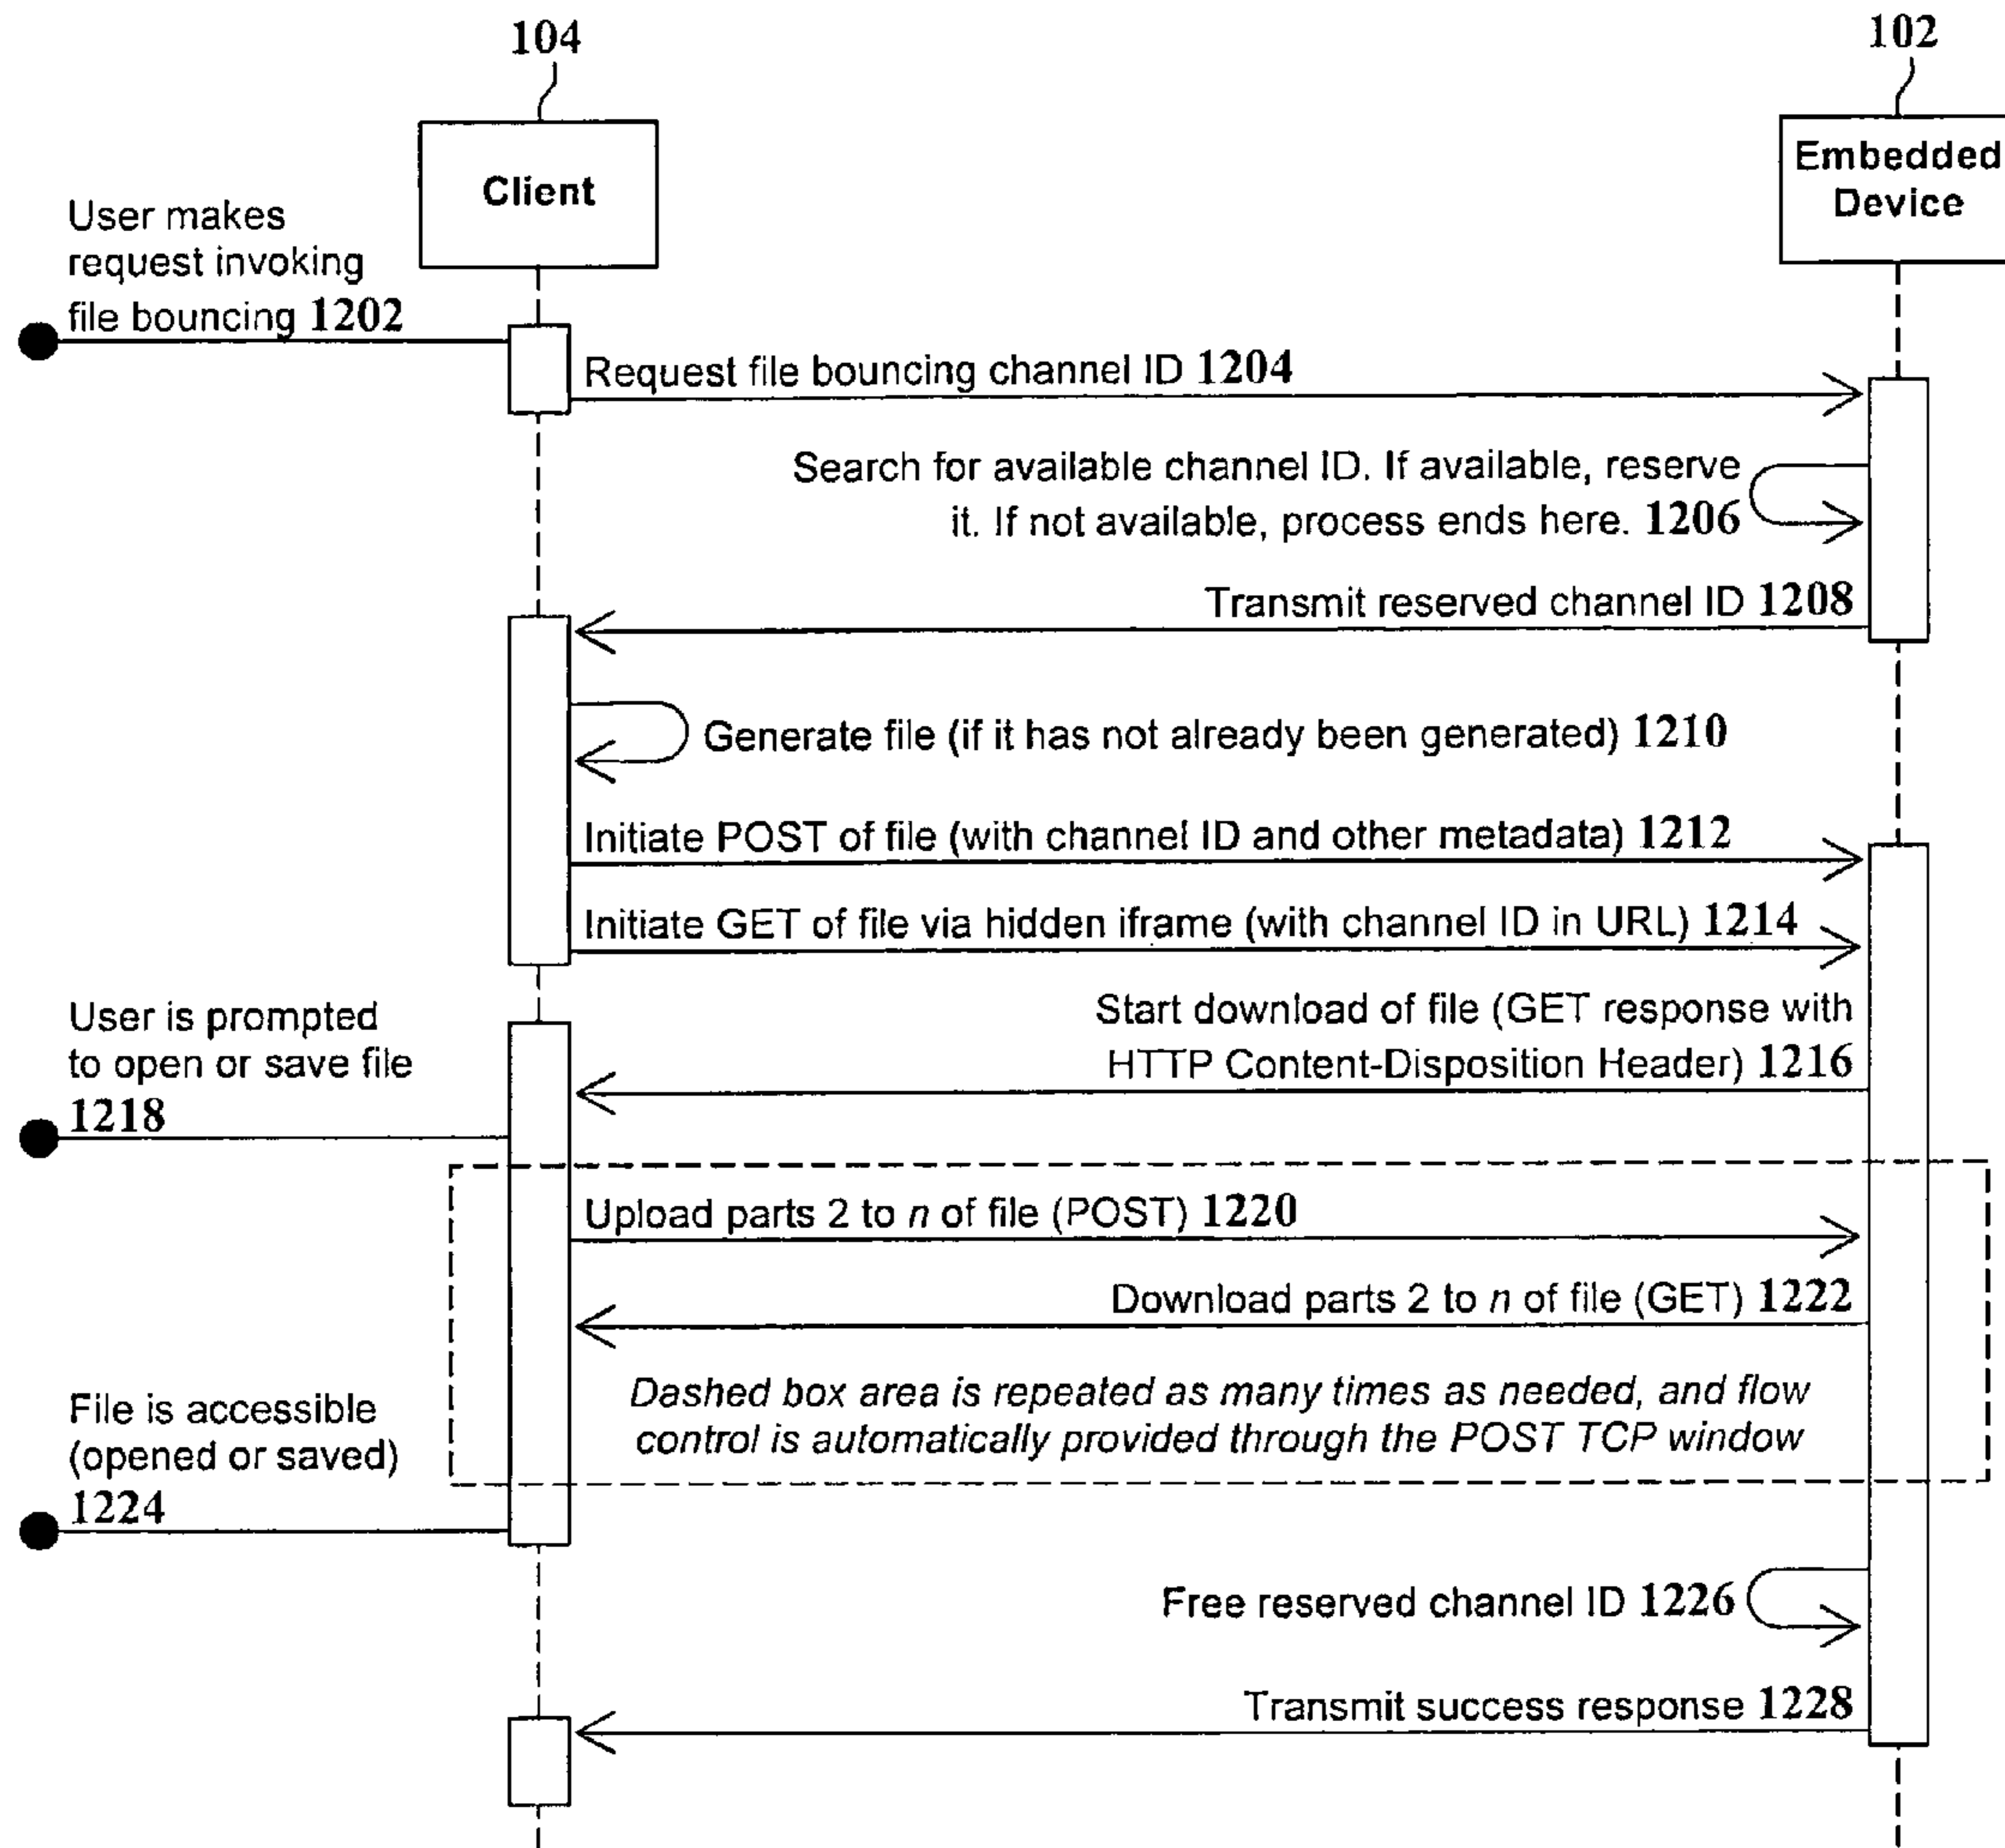 104
102
Client
Embedded
Device
User makes
request invoking
file bouncing 1202
Request file bouncing channel ID 1204
Search for available channel ID. If available, reserve
it. If not available, process ends here. 1206
Transmit reserved channel ID 1208
Generate file (if it has not already been generated) 1210
Initiate POST of file (with channel ID and other metadata) 1212
Initiate GET of file via hidden iframe (with channel ID in URL) 1214
Start download of file (GET response with
HTTP Content-Disposition Header) 1216
User is prompted
to open or save file
1218
Upload parts 2 to n of file (POST) 1220
Download parts 2 to n of file (GET) 1222
Dashed box area is repeated as many times as needed, and flow
control is automatically provided through the POST TCP window
File is accessible
(opened or saved)
1224
Free reserved channel ID 1226
Transmit success response 1228